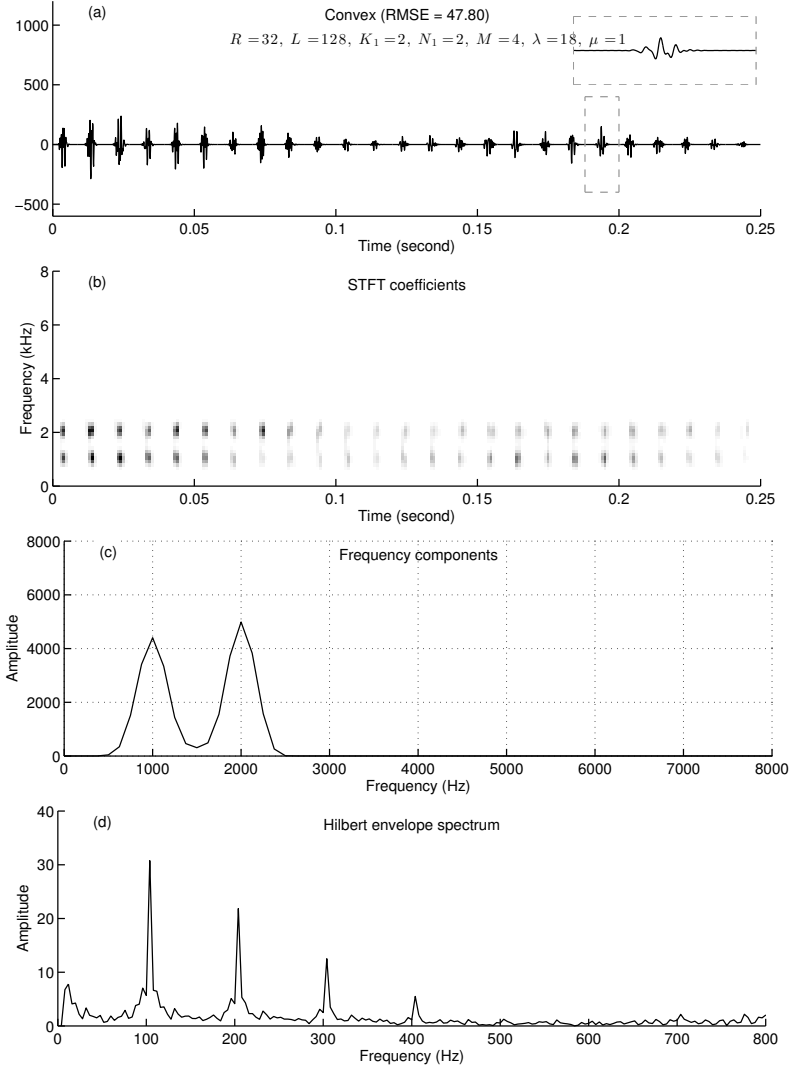 (a)
Convex (RMSE = 47.80)
R = 32, L = 128, K₁ = 2, N₁ = 2, M = 4, λ = 18, μ = 1
1000
500
0
−500
0 0.05 0.1 0.15 0.2 0.25
Time (second)
(b)
STFT coefficients
Frequency (kHz)
8
6
4
2
0
0 0.05 0.1 0.15 0.2 0.25
Time (second)
(c)
Frequency components
Amplitude
8000
6000
4000
2000
0
0 1000 2000 3000 4000 5000 6000 7000 8000
Frequency (Hz)
(d)
Hilbert envelope spectrum
Amplitude
40
30
20
10
0
0 100 200 300 400 500 600 700 800
Frequency (Hz)